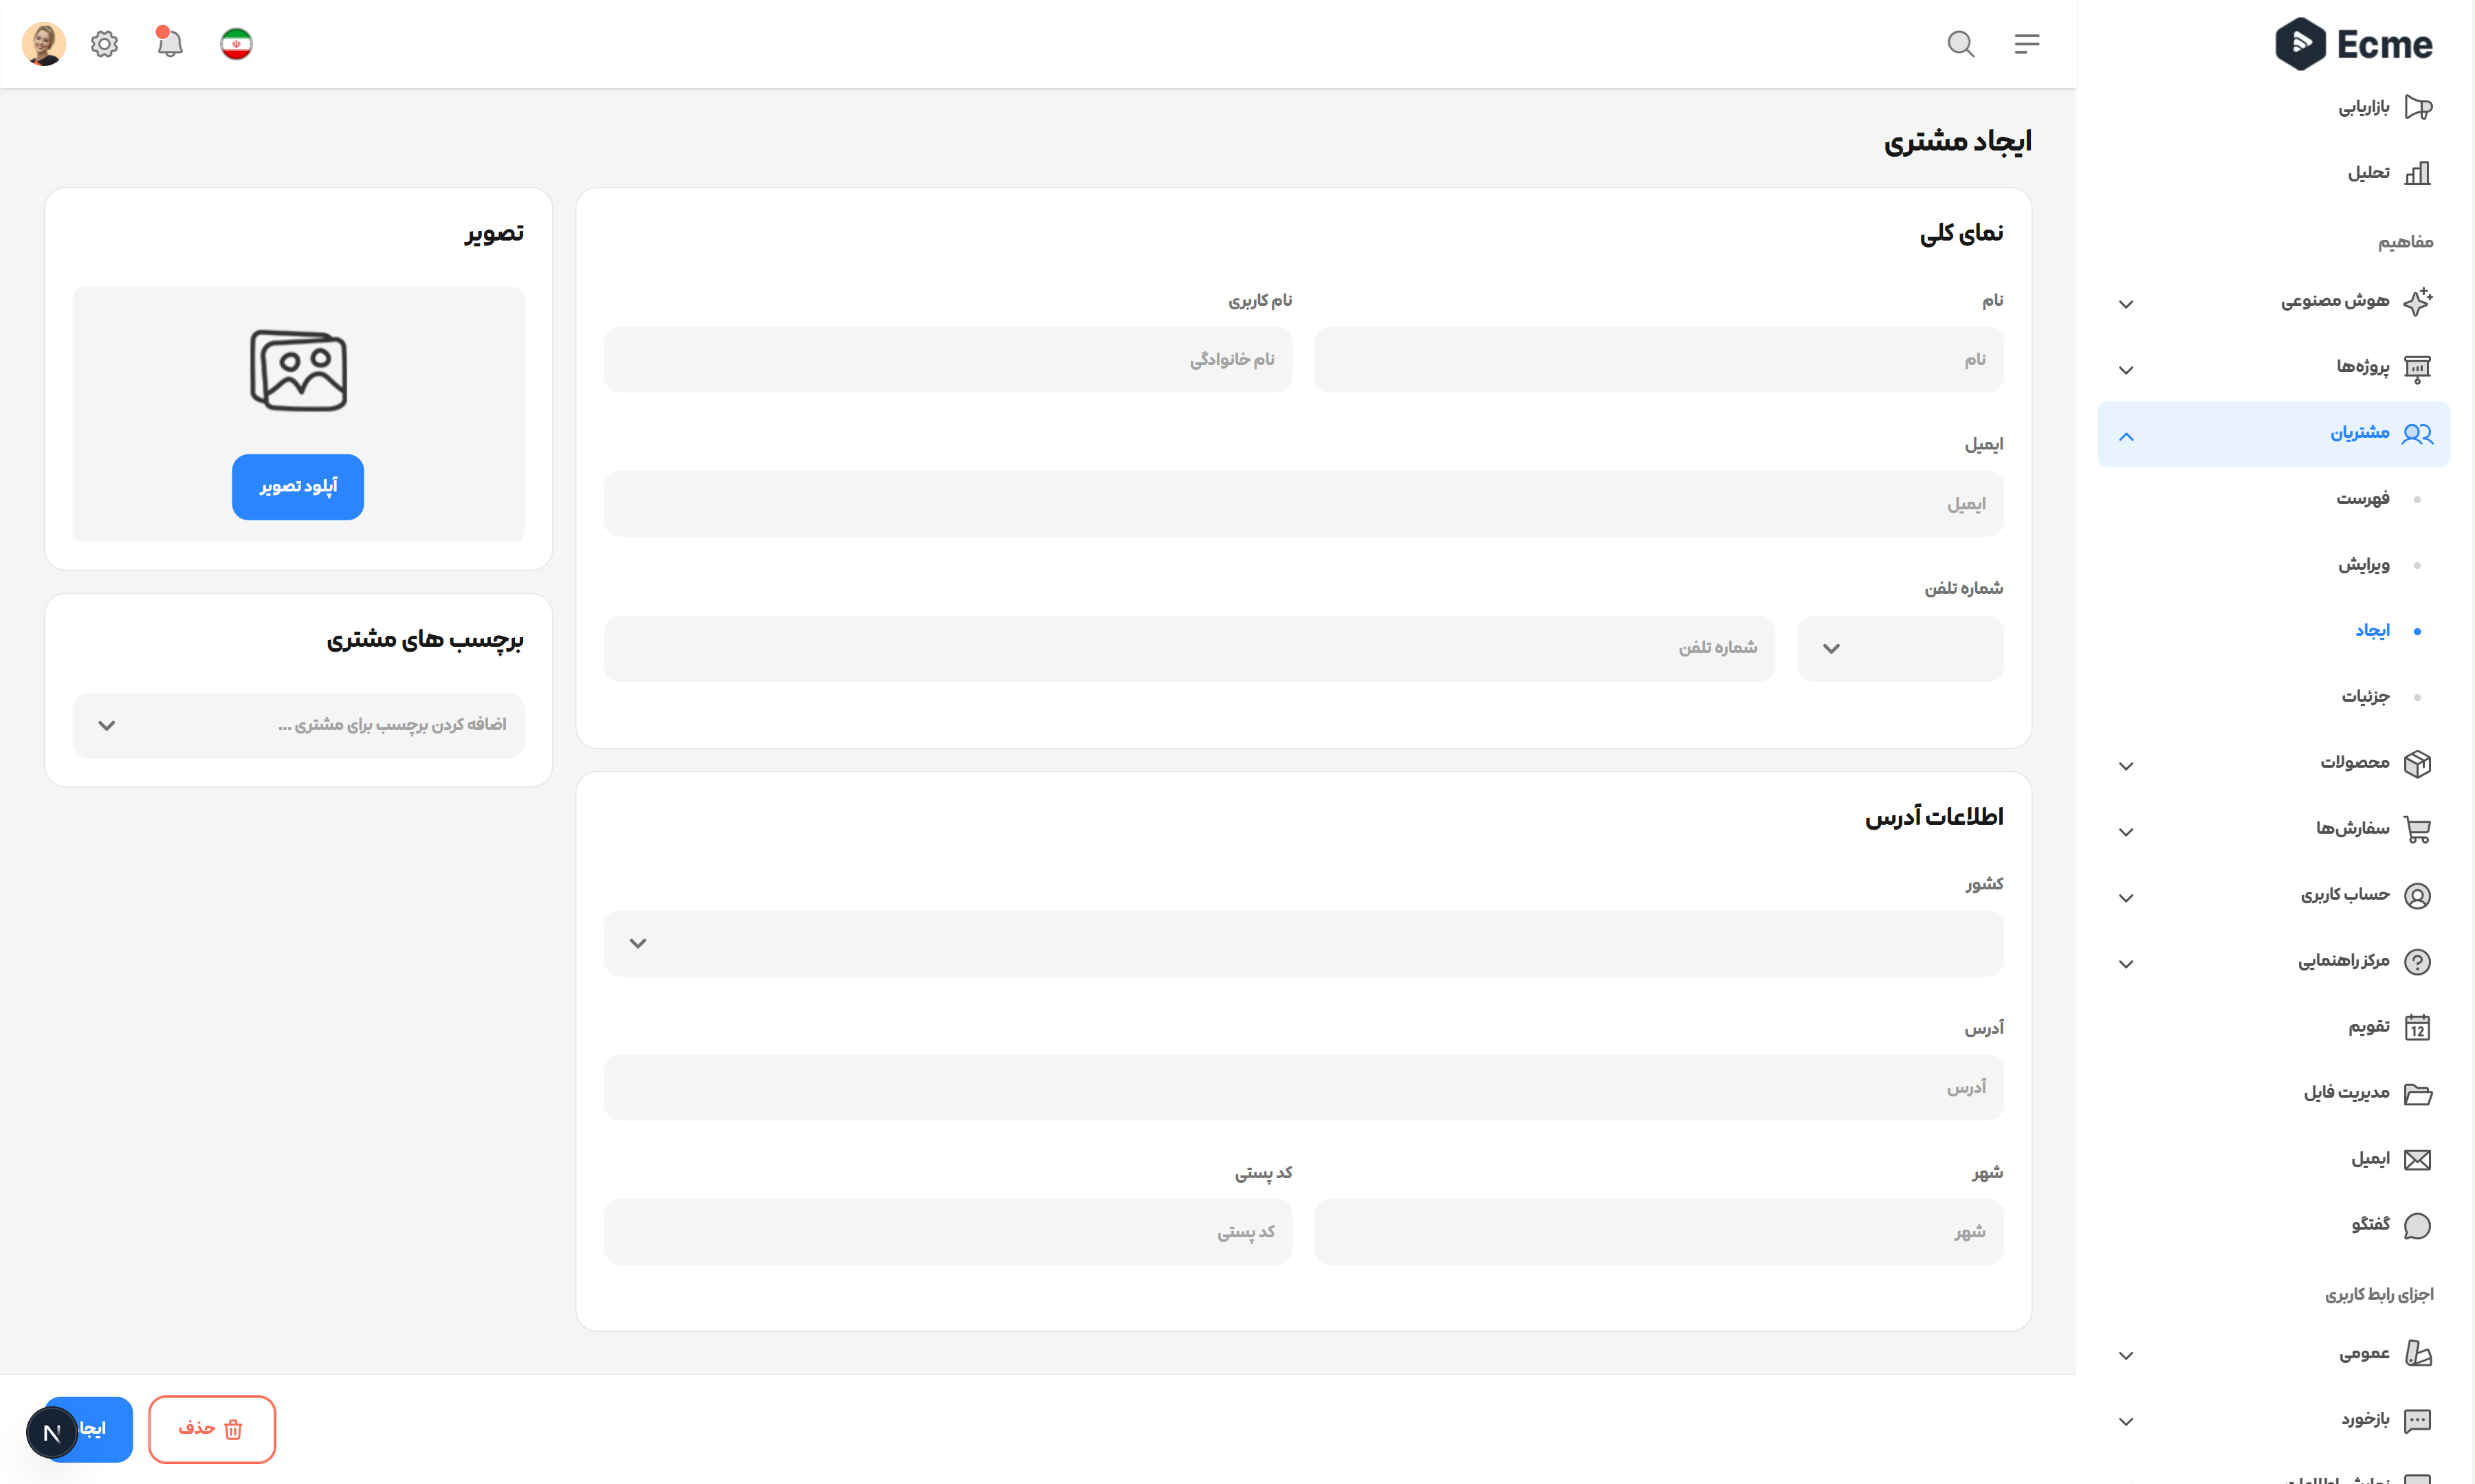 Ecme
بازاریابی
تحلیل
مفاهیم
هوش مصنوعی
پروژه‌ها
مشتریان
فهرست
ویرایش
ایجاد
جزئیات
محصولات
سفارش‌ها
حساب کاربری
مرکز راهنمایی
12
تقویم
مدیریت فایل
ایمیل
گفتگو
اجزای رابط کاربری
عمومی
بازخورد
ایجاد مشتری
نمای کلی
نام
نام کاربری
نام
نام خانوادگی
ایمیل
ایمیل
شماره تلفن
شماره تلفن
اطلاعات آدرس
کشور
آدرس
آدرس
شهر
کد پستی
شهر
کد پستی
تصویر
آپلود تصویر
برچسب های مشتری
اضافه کردن برچسب برای مشتری ...
حذف
N